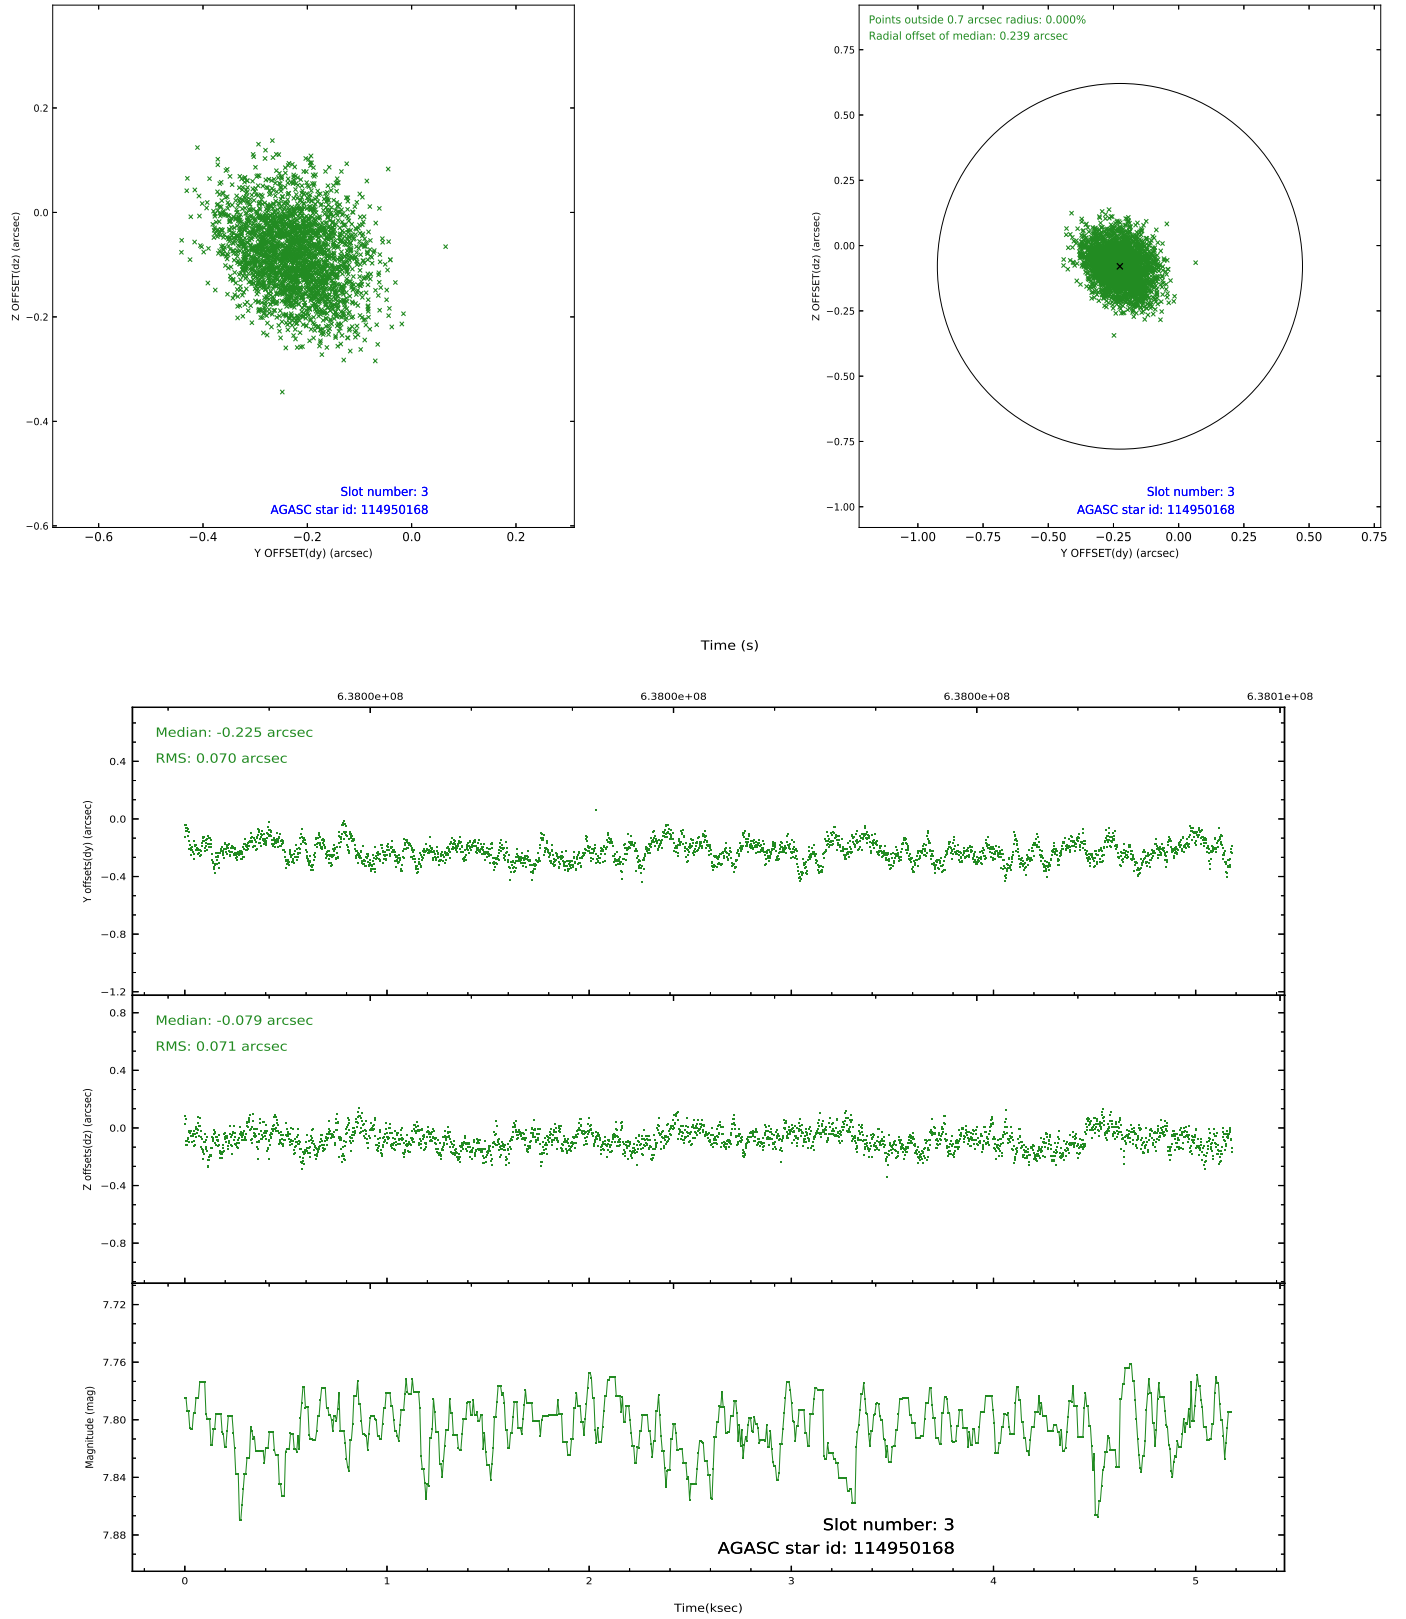 0.2
0.0
−0.2
−0.4
−0.6
Z OFFSET(dz) (arcsec)
Slot number: 3
AGASC star id: 114950168
−0.6 −0.4 −0.2 0.0 0.2
Y OFFSET(dy) (arcsec)
Points outside 0.7 arcsec radius: 0.000%
Radial offset of median: 0.239 arcsec
0.75
0.50
0.25
0.00
−0.25
−0.50
−0.75
−1.00
Z OFFSET(dz) (arcsec)
Slot number: 3
AGASC star id: 114950168
−1.00 −0.75 −0.50 −0.25 0.00 0.25 0.50 0.75
Y OFFSET(dy) (arcsec)
Time (s)
6.3800e+08 6.3800e+08 6.3800e+08 6.3801e+08
Median: -0.225 arcsec
RMS: 0.070 arcsec
0.4
0.0
−0.4
−0.8
−1.2
Y offsets(dy) (arcsec)
Median: -0.079 arcsec
RMS: 0.071 arcsec
0.8
0.4
0.0
−0.4
−0.8
Z offsets(dz) (arcsec)
7.72
7.76
7.80
7.84
7.88
Magnitude (mag)
Slot number: 3
AGASC star id: 114950168
0 1 2 3 4 5
Time(ksec)